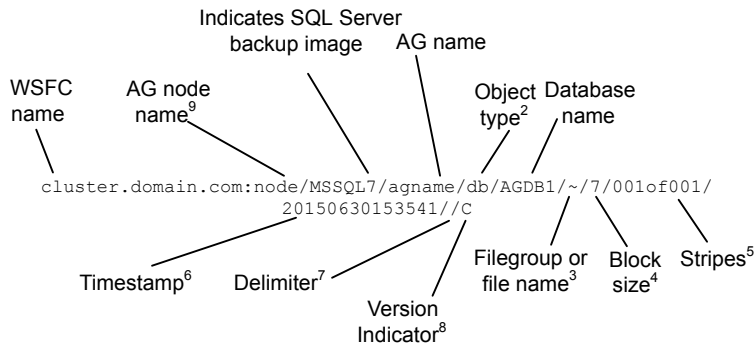 Indicates SQL Server
backup image
AG name
WSFC
name
AG node
name⁹
Object
type²
Database
name
cluster.domain.com:node/MSSQL7/agname/db/AGDB1/~/7/001of001/
20150630153541//C
Timestamp⁶
Delimiter⁷
Version
Indicator⁸
Filegroup or
file name³
Block
size⁴
Stripes⁵